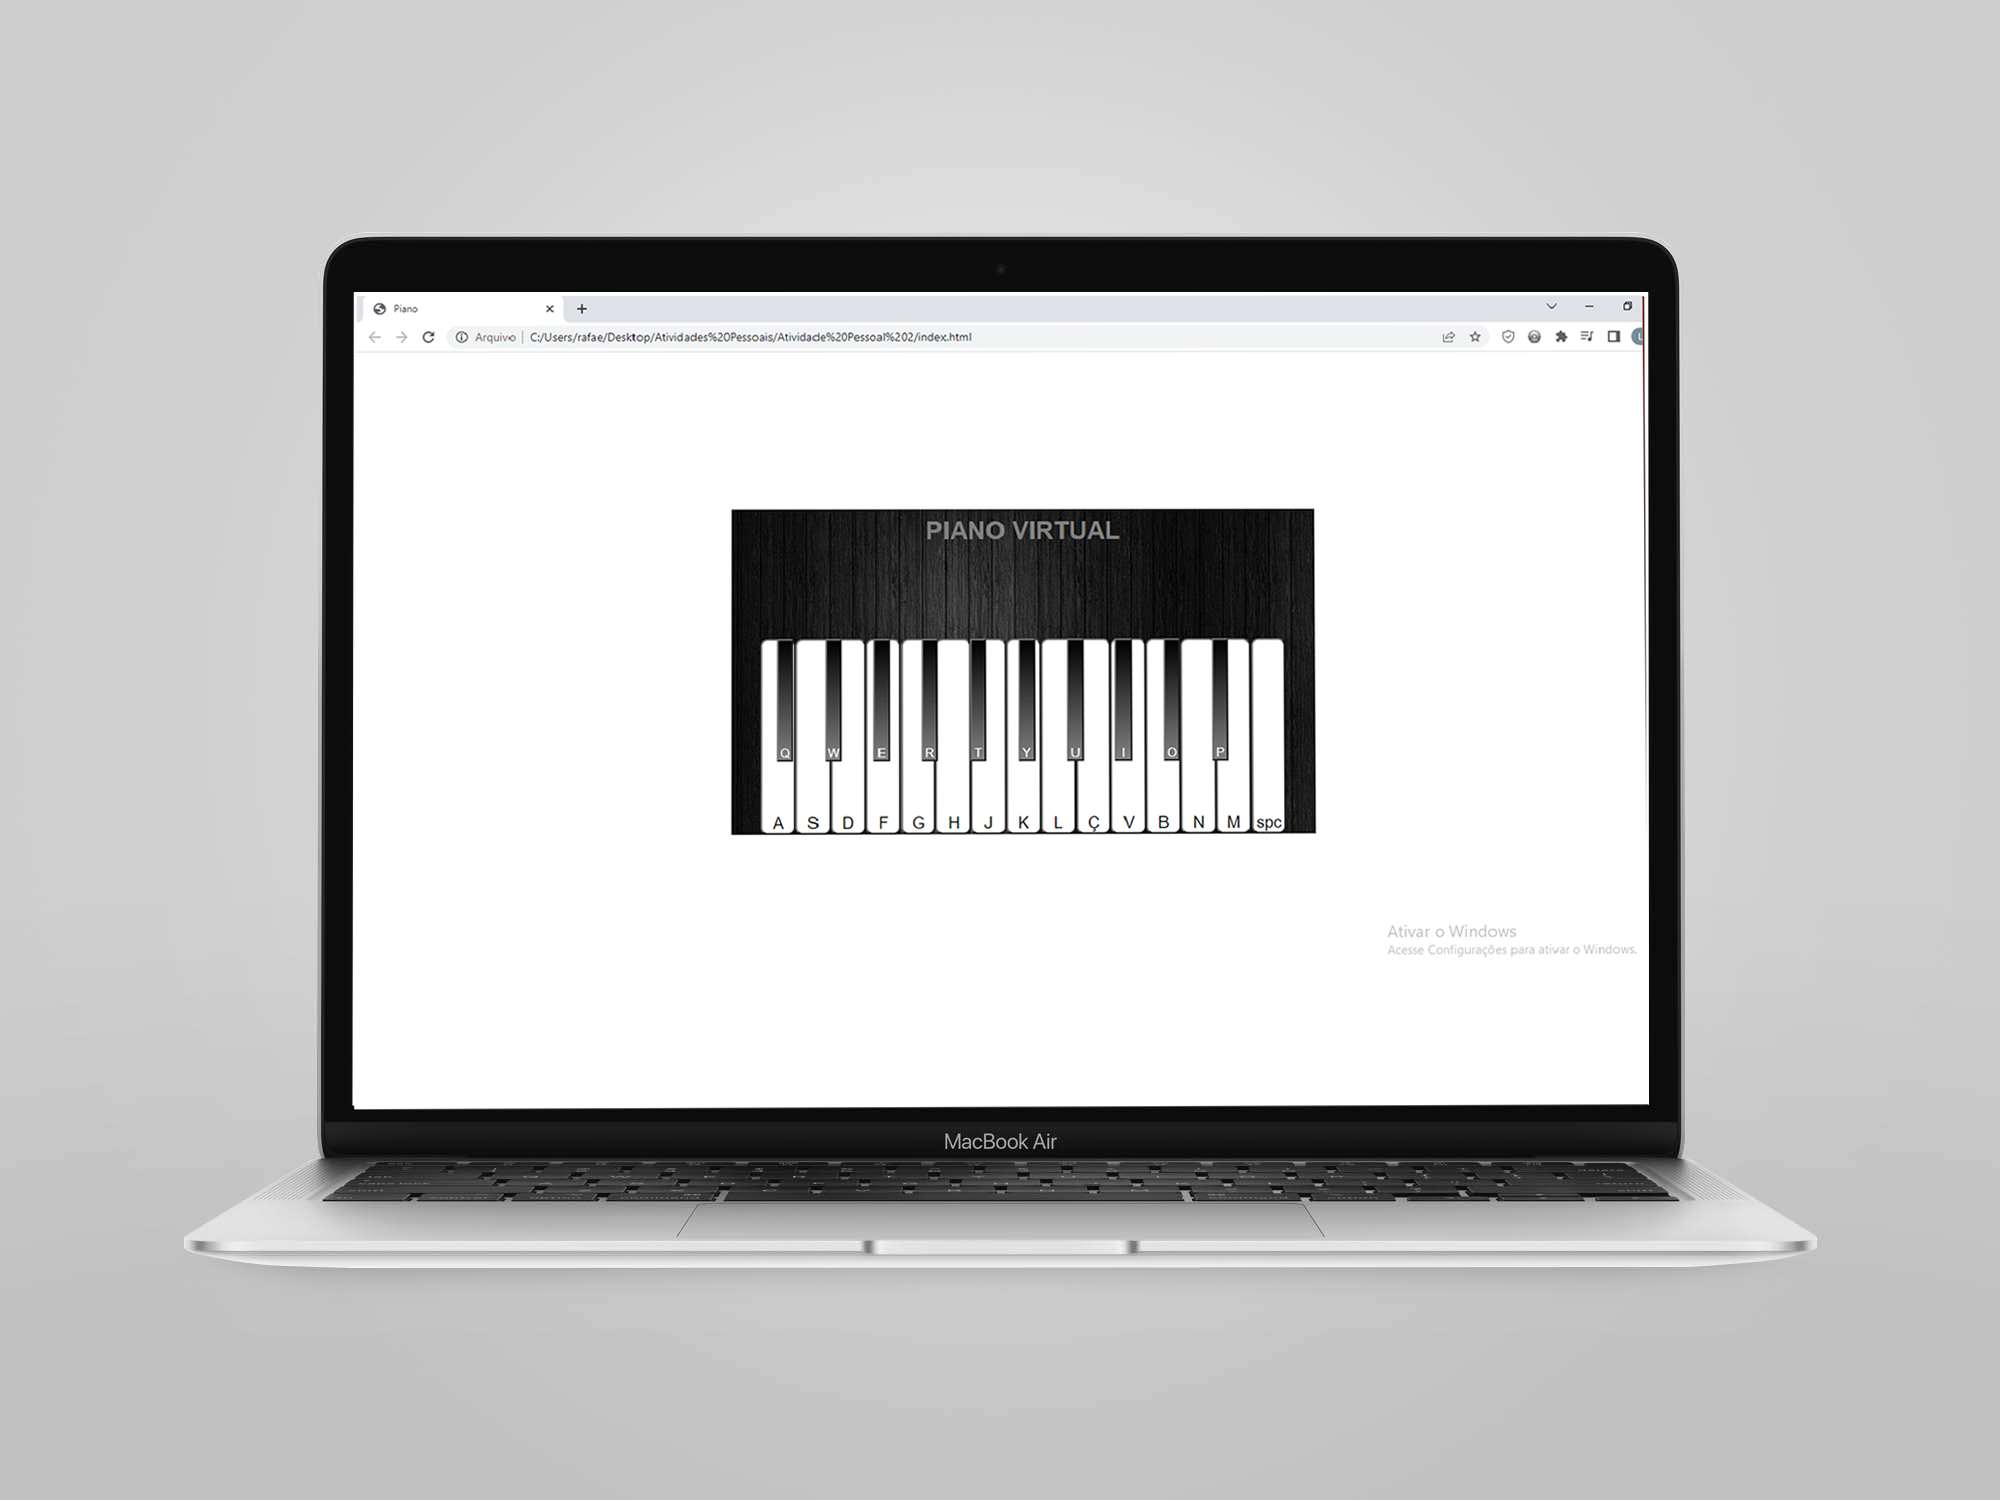 Piano
Arquivo | C:/Users/rafae/Desktop/Atividades%20Pessoais/Atividade%20Pessoal%202/index.html
PIANO VIRTUAL
Q W E R T Y U I O P
A S D F G H J K L Ç V B N M spc
Ativar o Windows
Acesse Configurações para ativar o Windows.
MacBook Air